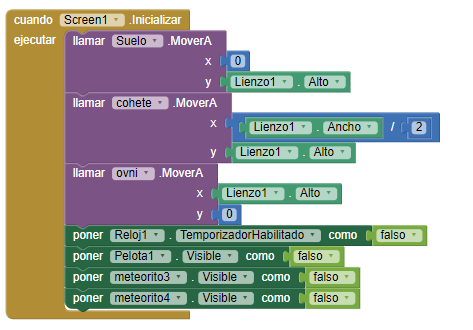 cuando Screen1 .Inicializar
ejecutar llamar Suelo .MoverA
x 0
y Lienzo1 . Alto
llamar cohete .MoverA
x Lienzo1 . Ancho / 2
y Lienzo1 . Alto
llamar ovni .MoverA
x Lienzo1 . Alto
y 0
poner Reloj1 . TemporizadorHabilitado como falso
poner Pelota1 . Visible como falso
poner meteorito3 . Visible como falso
poner meteorito4 . Visible como falso